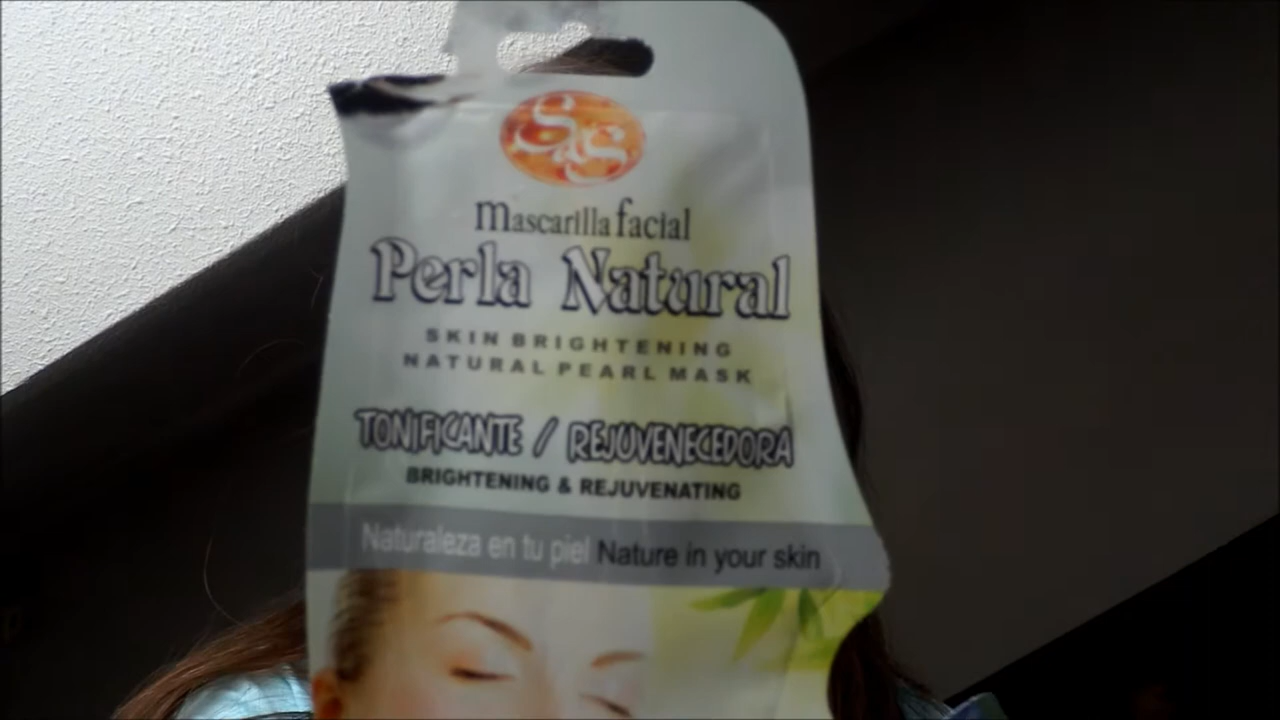 SyS
mascarilla facial
Perla Natural
SKIN BRIGHTENING
NATURAL PEARL MASK
TONIFICANTE / REJUVENECEDORA
BRIGHTENING & REJUVENATING
Naturaleza en tu piel Nature in your skin